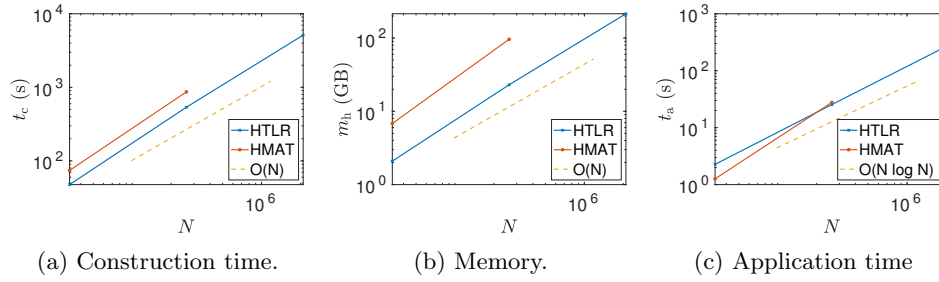 10^4
10^3
10^2
t_c (s)
HTLR
HMAT
O(N)
10^6
N
(a) Construction time.
10^2
10^1
10^0
m_h (GB)
HTLR
HMAT
O(N)
10^6
N
(b) Memory.
10^3
10^2
10^1
10^0
t_a (s)
HTLR
HMAT
O(N log N)
10^6
N
(c) Application time